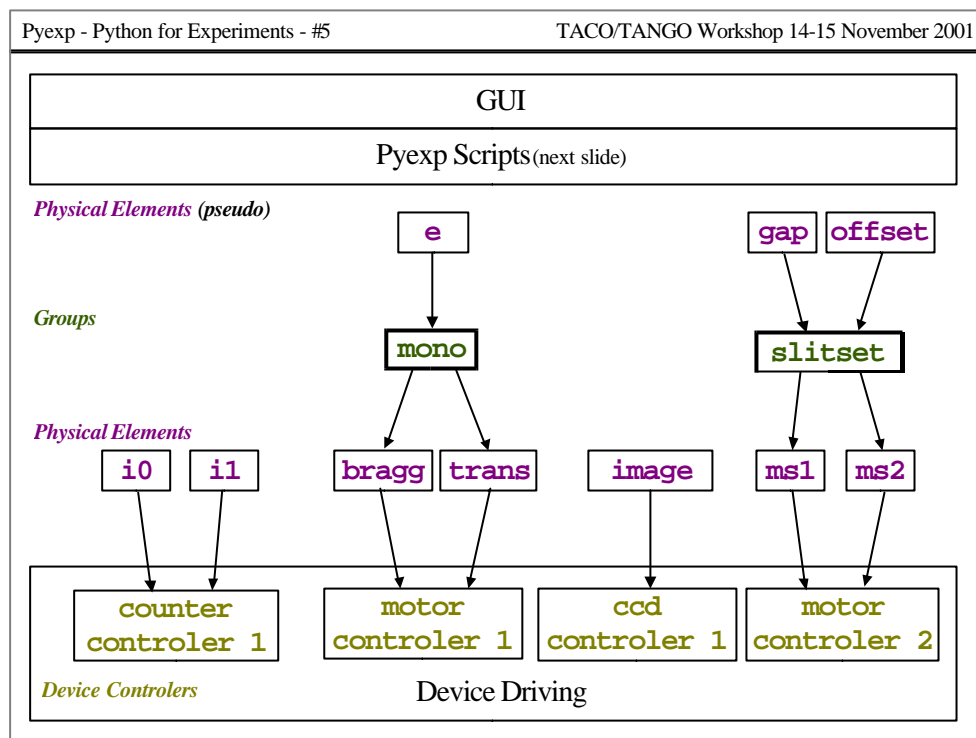 Pyexp - Python for Experiments - #5 TACO/TANGO Workshop 14-15 November 2001
GUI
Pyexp Scripts (next slide)
Physical Elements (pseudo)
e
gap offset
Groups
mono
slitset
Physical Elements
i0 i1 bragg trans image ms1 ms2
counter
controler 1
motor
controler 1
ccd
controler 1
motor
controler 2
Device Controlers
Device Driving